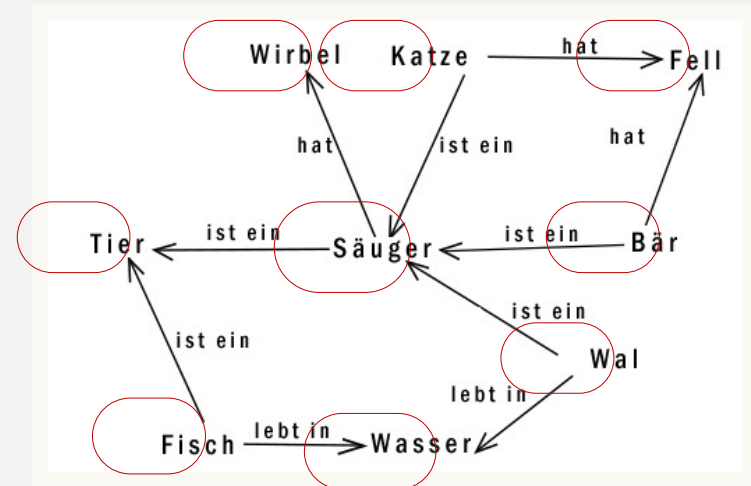 Wirbel Katze hat Fell
hat ist ein hat
Tier ist ein Säuger ist ein Bär
ist ein
ist ein Wal
lebt in
Fisch lebt in Wasser